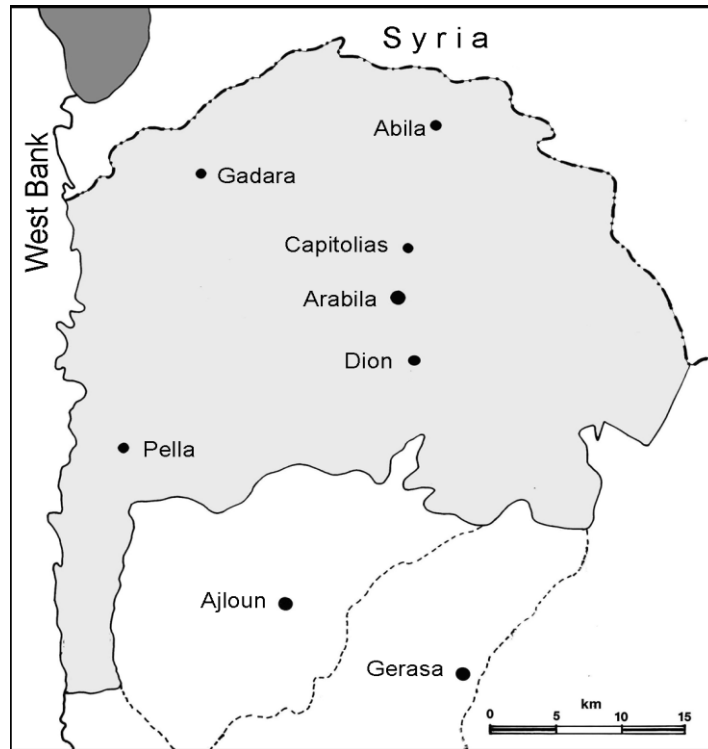 Syria
Abila
West Bank
Gadara
Capitolias
Arabila
Dion
Pella
Ajloun
Gerasa
km
0 5 10 15